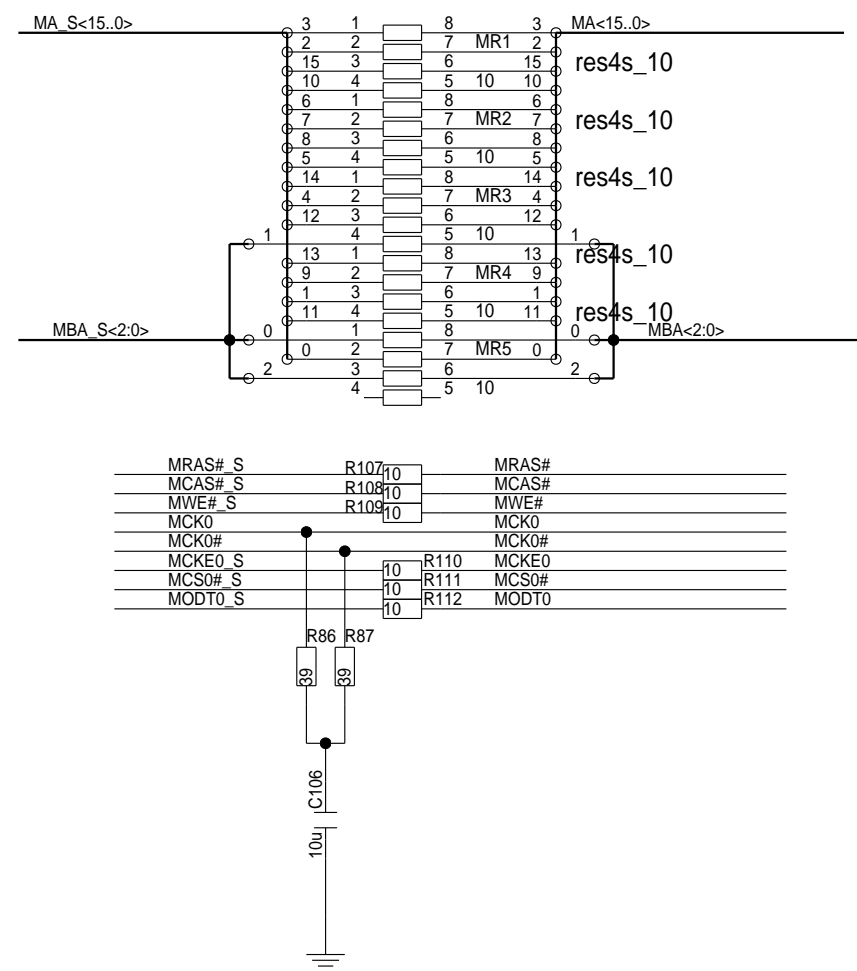 MA_S<15..0> 3 1 8 3 MA<15..0>
2 2 7 MR1 2
15 3 6 15 res4s_10
10 4 5 10 10
6 1 8 6
7 2 7 MR2 7 res4s_10
8 3 6 8
5 4 5 10 5
14 1 8 14 res4s_10
4 2 7 MR3 4
12 3 6 12
1 4 5 10 1
13 1 8 13 res4s_10
9 2 7 MR4 9
1 3 6 1
11 4 5 10 11 res4s_10
MBA_S<2:0> 0 1 8 0 MBA<2:0>
0 2 7 MR5 0
2 3 6 2
4 5 10
MRAS#_S R107 10 MRAS#
MCAS#_S R108 10 MCAS#
MWE#_S R109 10 MWE#
MCK0 MCK0
MCK0# MCK0#
MCKE0_S 10 R110 MCKE0
MCS0#_S 10 R111 MCS0#
MODT0_S 10 R112 MODT0
R86 R87
39 39
C106
10u